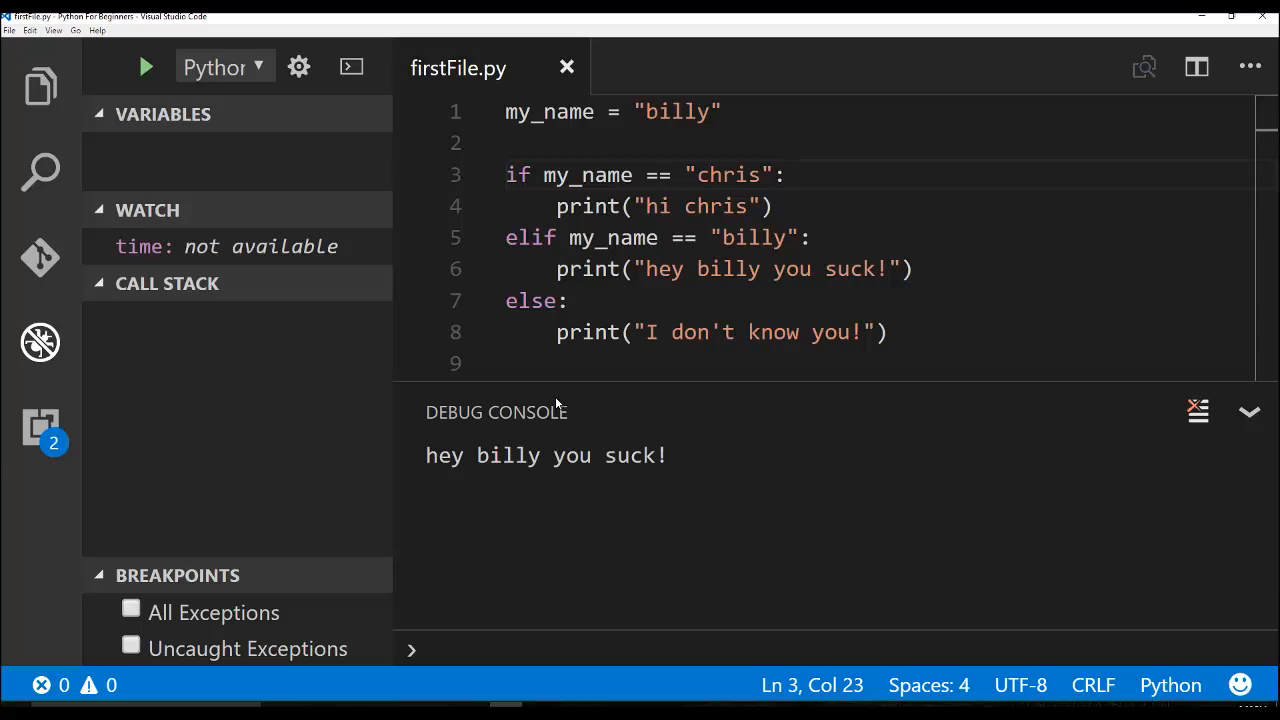 firstFile.py - Python For Beginners - Visual Studio Code
File Edit View Go Help
Python
firstFile.py
VARIABLES
WATCH
time: not available
CALL STACK
BREAKPOINTS
All Exceptions
Uncaught Exceptions
2
1 my_name = "billy"
2
3 if my_name == "chris":
4     print("hi chris")
5 elif my_name == "billy":
6     print("hey billy you suck!")
7 else:
8     print("I don't know you!")
9
DEBUG CONSOLE
hey billy you suck!
0 0 Ln 3, Col 23 Spaces: 4 UTF-8 CRLF Python